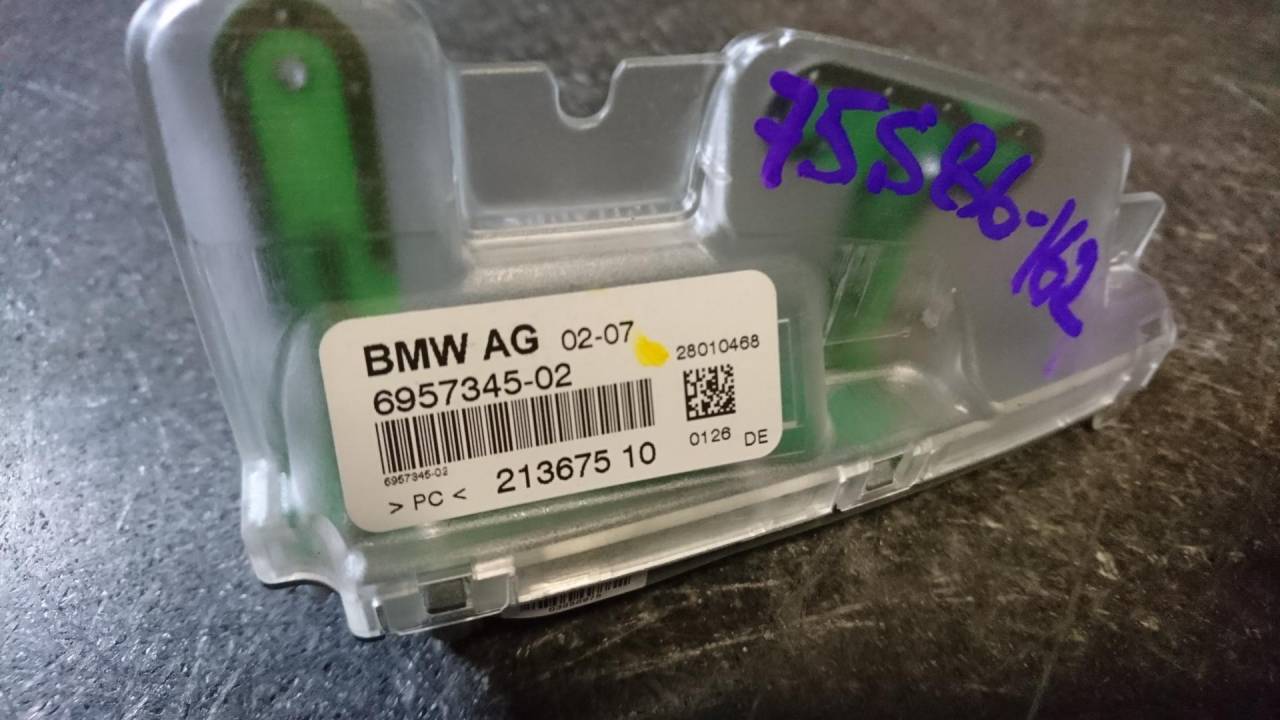 75586-162
BMW AG 02-07
28010468
6957345-02
6957345-02
0126 DE
> PC < 213675 10